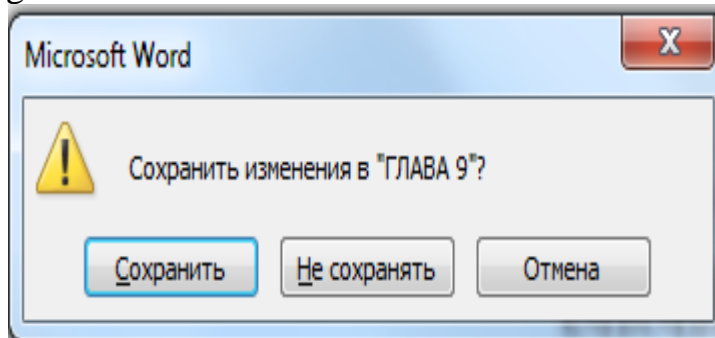 Microsoft Word
Сохранить изменения в "ГЛАВА 9"?
Сохранить
Не сохранять
Отмена